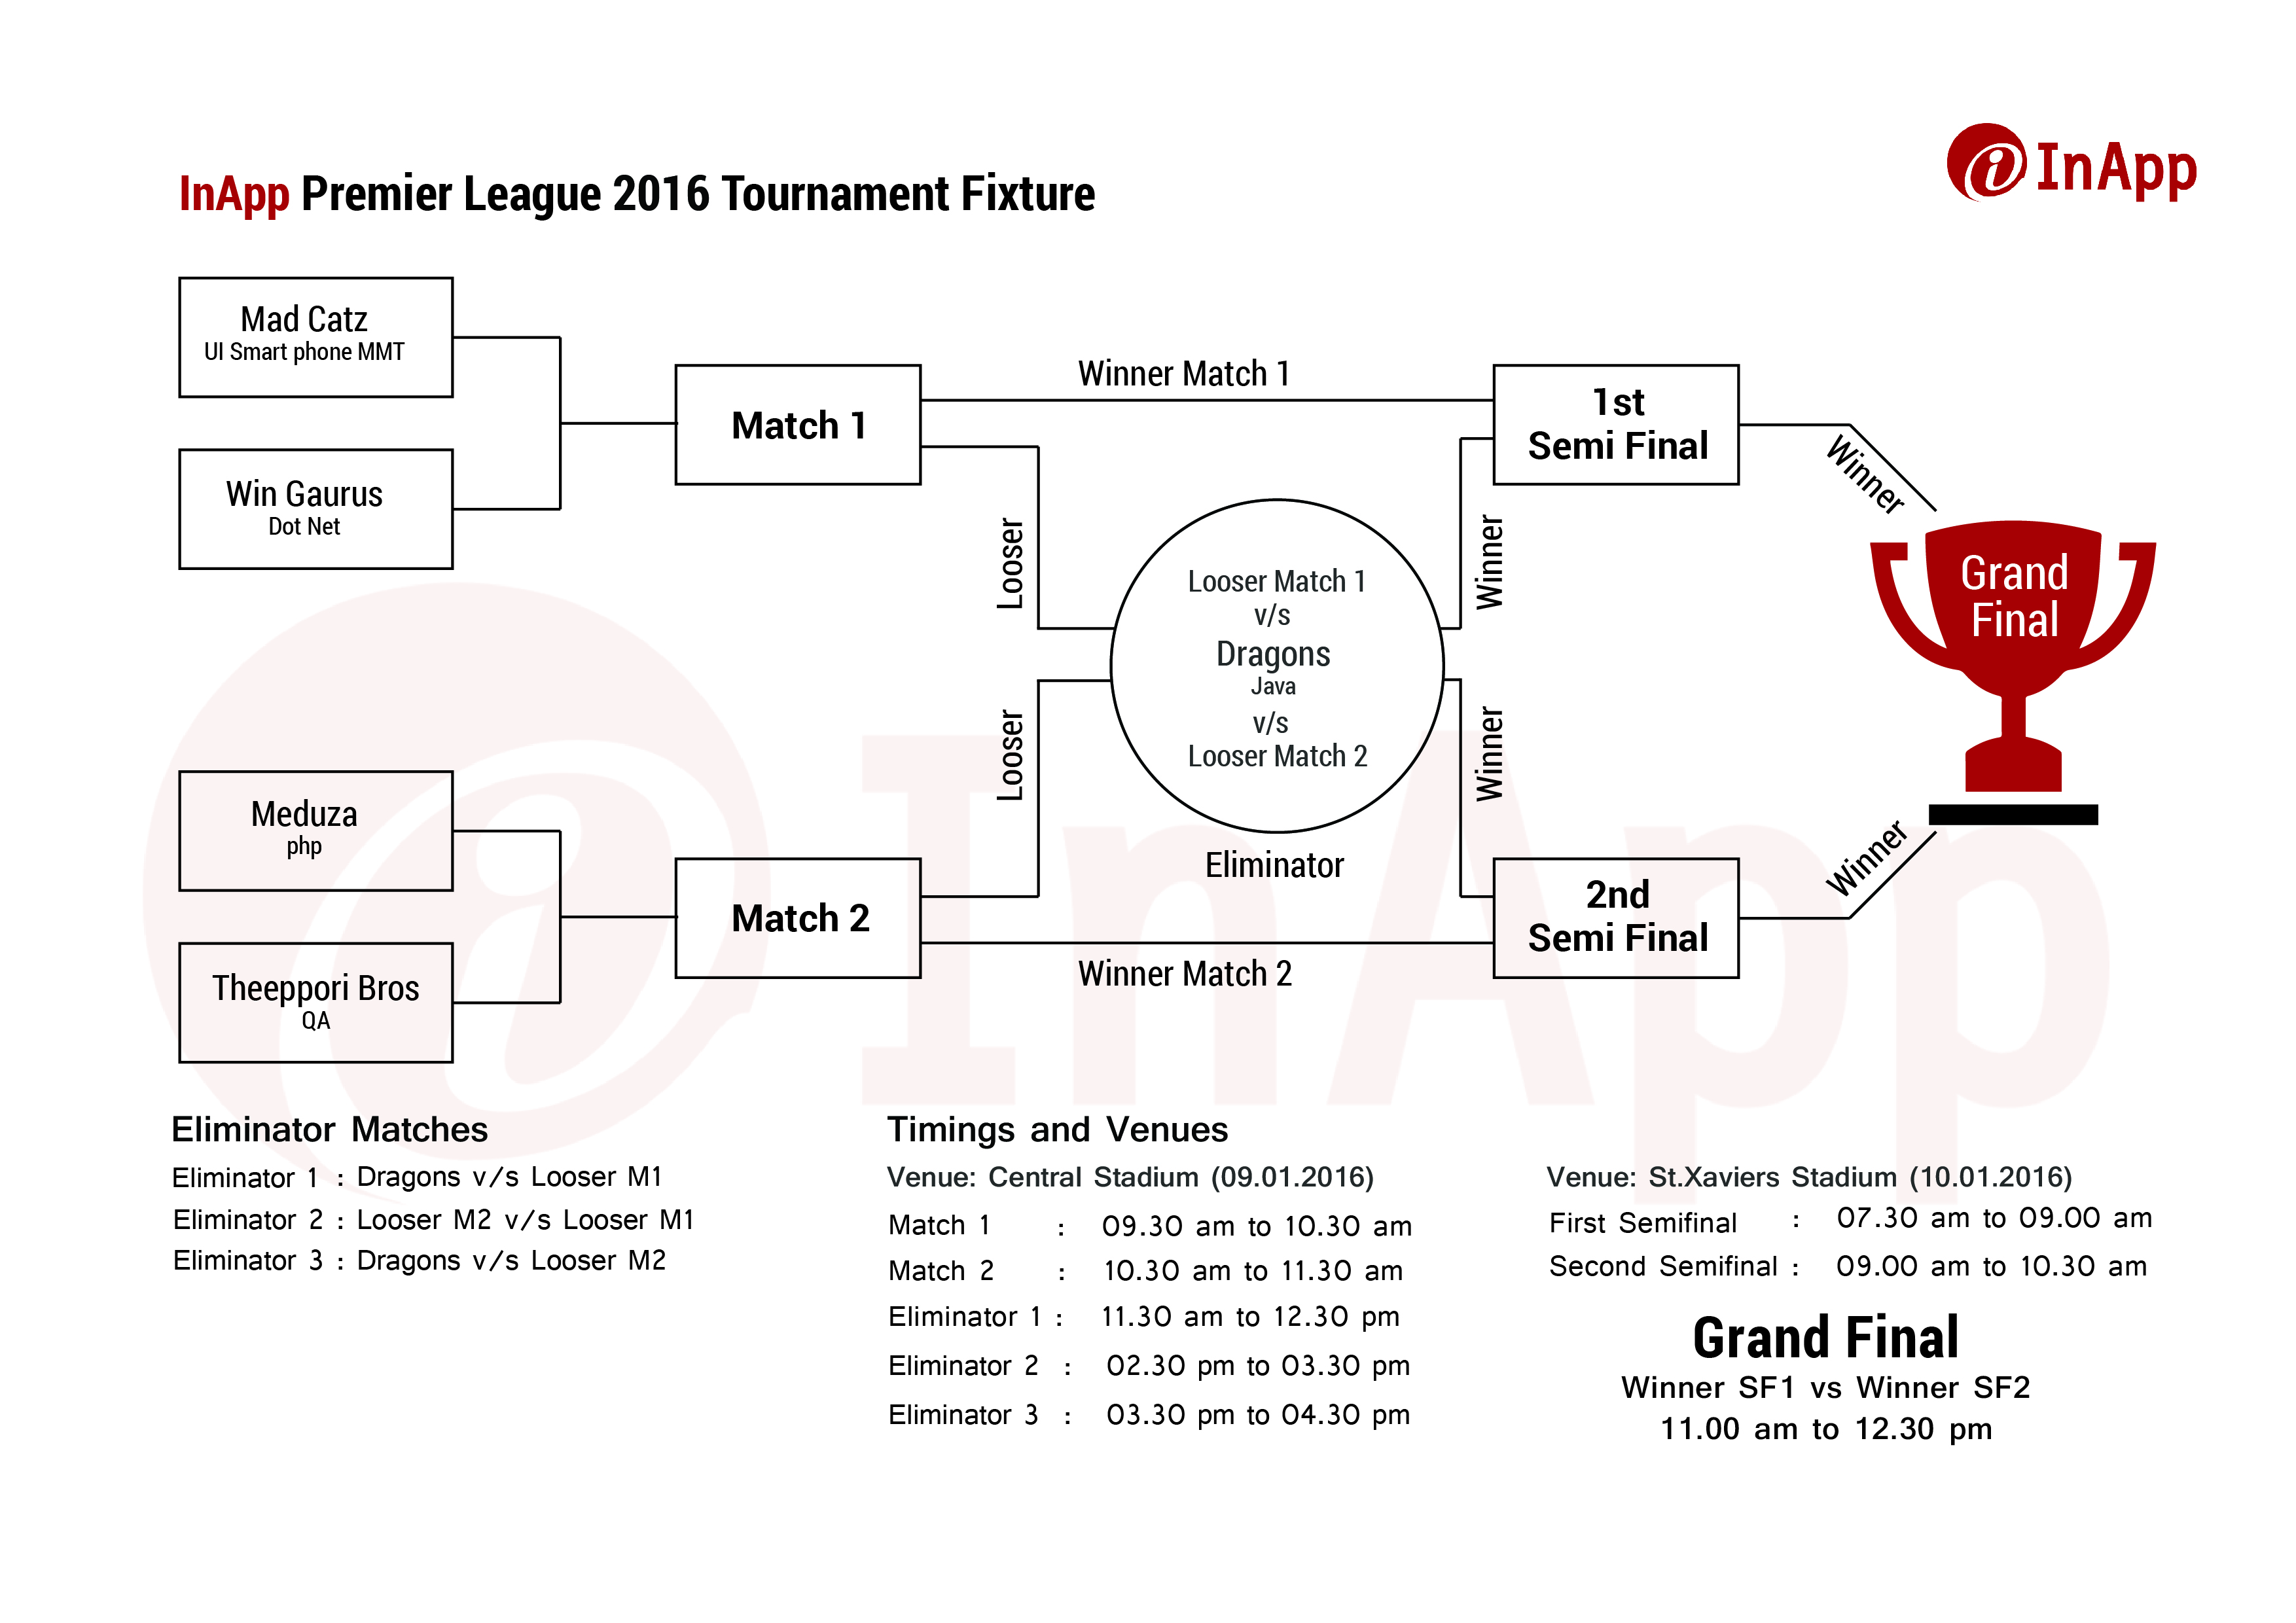 InApp
InApp Premier League 2016 Tournament Fixture
Mad Catz
UI Smart phone MMT
Win Gaurus
Dot Net
Match 1
Winner Match 1
Looser
1st
Semi Final
Winner
Winner
Looser Match 1
v/s
Dragons
Java
v/s
Looser Match 2
Eliminator
Grand
Final
Meduza
php
Theeppori Bros
QA
Match 2
Looser
Winner Match 2
Winner
2nd
Semi Final
Winner
InApp
Eliminator Matches
Eliminator 1 : Dragons v/s Looser M1
Eliminator 2 : Looser M2 v/s Looser M1
Eliminator 3 : Dragons v/s Looser M2
Timings and Venues
Venue: Central Stadium (09.01.2016)
Match 1 : 09.30 am to 10.30 am
Match 2 : 10.30 am to 11.30 am
Eliminator 1 : 11.30 am to 12.30 pm
Eliminator 2 : 02.30 pm to 03.30 pm
Eliminator 3 : 03.30 pm to 04.30 pm
Venue: St.Xaviers Stadium (10.01.2016)
First Semifinal : 07.30 am to 09.00 am
Second Semifinal : 09.00 am to 10.30 am
Grand Final
Winner SF1 vs Winner SF2
11.00 am to 12.30 pm